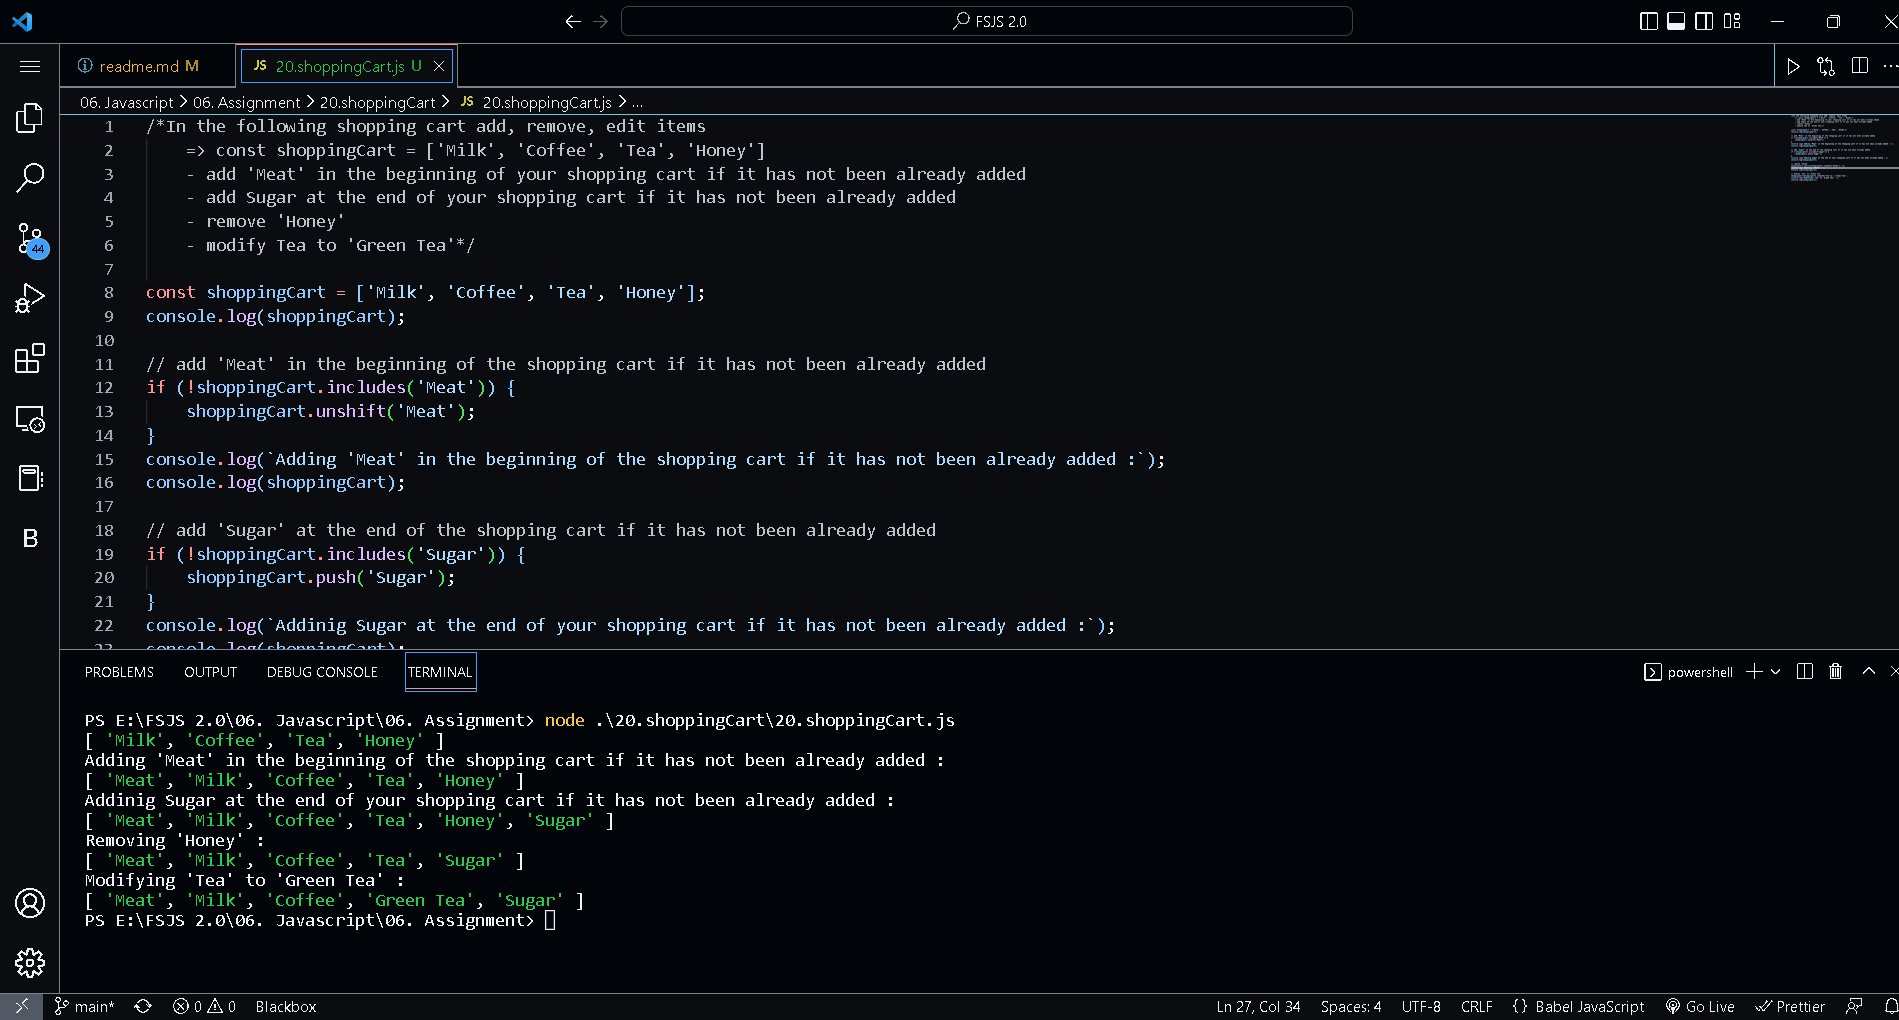 FSJS 2.0
readme.md M
JS 20.shoppingCart.js U
06. Javascript > 06. Assignment > 20.shoppingCart > JS 20.shoppingCart.js > ...
1 /*In the following shopping cart add, remove, edit items
2 => const shoppingCart = ['Milk', 'Coffee', 'Tea', 'Honey']
3 - add 'Meat' in the beginning of your shopping cart if it has not been already added
4 - add Sugar at the end of your shopping cart if it has not been already added
5 - remove 'Honey'
6 - modify Tea to 'Green Tea'*/
7
8 const shoppingCart = ['Milk', 'Coffee', 'Tea', 'Honey'];
9 console.log(shoppingCart);
10
11 // add 'Meat' in the beginning of the shopping cart if it has not been already added
12 if (!shoppingCart.includes('Meat')) {
13 shoppingCart.unshift('Meat');
14 }
15 console.log(`Adding 'Meat' in the beginning of the shopping cart if it has not been already added :`);
16 console.log(shoppingCart);
17
18 // add 'Sugar' at the end of the shopping cart if it has not been already added
19 if (!shoppingCart.includes('Sugar')) {
20 shoppingCart.push('Sugar');
21 }
22 console.log(`Addinig Sugar at the end of your shopping cart if it has not been already added :`);
23 console.log(shoppingCart);
44
B
PROBLEMS OUTPUT DEBUG CONSOLE TERMINAL
powershell
PS E:\FSJS 2.0\06. Javascript\06. Assignment> node .\20.shoppingCart\20.shoppingCart.js
[ 'Milk', 'Coffee', 'Tea', 'Honey' ]
Adding 'Meat' in the beginning of the shopping cart if it has not been already added :
[ 'Meat', 'Milk', 'Coffee', 'Tea', 'Honey' ]
Addinig Sugar at the end of your shopping cart if it has not been already added :
[ 'Meat', 'Milk', 'Coffee', 'Tea', 'Honey', 'Sugar' ]
Removing 'Honey' :
[ 'Meat', 'Milk', 'Coffee', 'Tea', 'Sugar' ]
Modifying 'Tea' to 'Green Tea' :
[ 'Meat', 'Milk', 'Coffee', 'Green Tea', 'Sugar' ]
PS E:\FSJS 2.0\06. Javascript\06. Assignment>
main* 0 0 Blackbox Ln 27, Col 34 Spaces: 4 UTF-8 CRLF {} Babel JavaScript Go Live Prettier